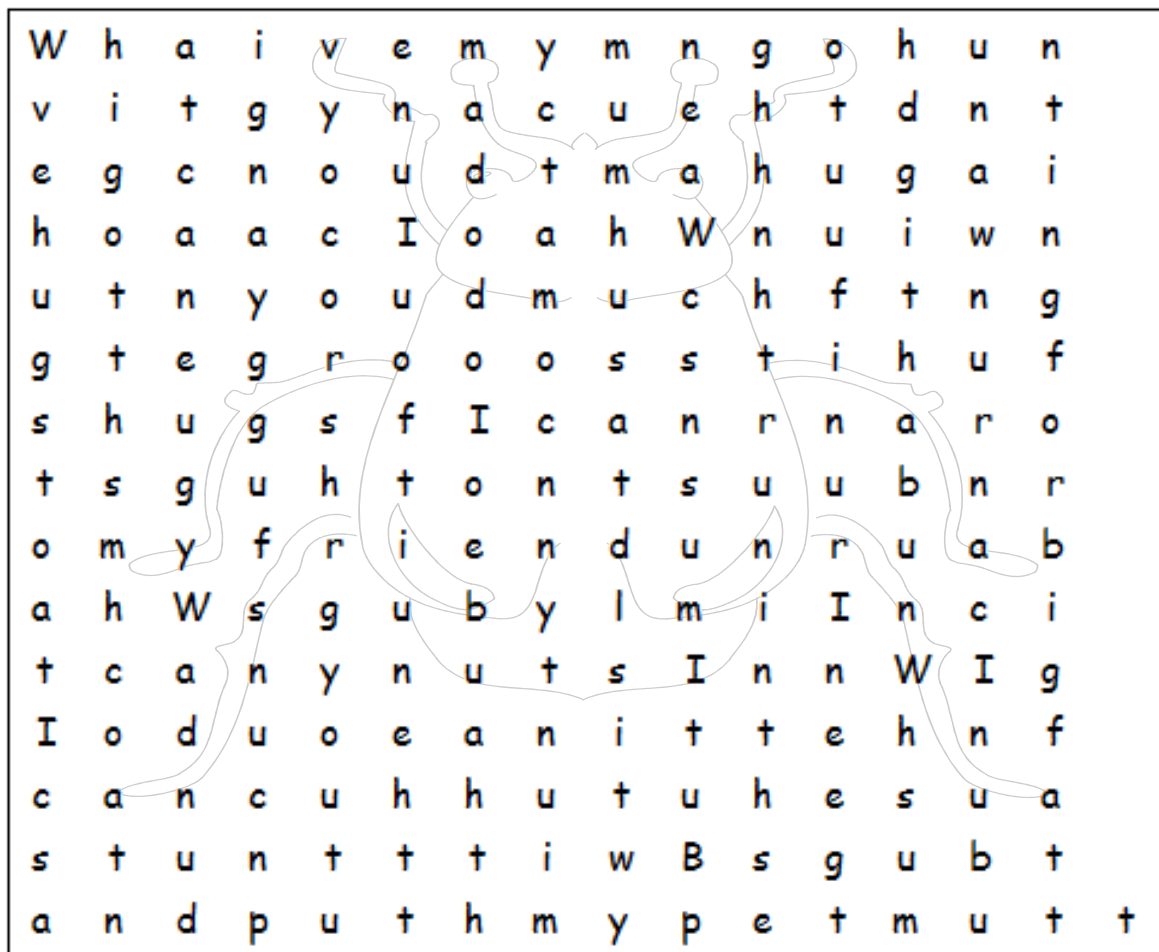 W h a i v e m y m n g o h u n
v i t g y n a c u e h t d n t
e g c n o u d t m a h u g a i
h o a a c I o a h W n u i w n
u t n y o u d m u c h f t n g
g t e g r o o o s s t i h u f
s h u g s f I c a n r n a r o
t s g u h t o n t s u u b n r
o m y f r i e n d u n r u a b
a h W s g u b y l m i I n c i
t c a n y n u t s I n n W I g
I o d u o e a n i t t e h n f
c a n c u h h u t u h e s u a
s t u n t t t i w B s g u b t
a n d p u t h m y p e t m u t t